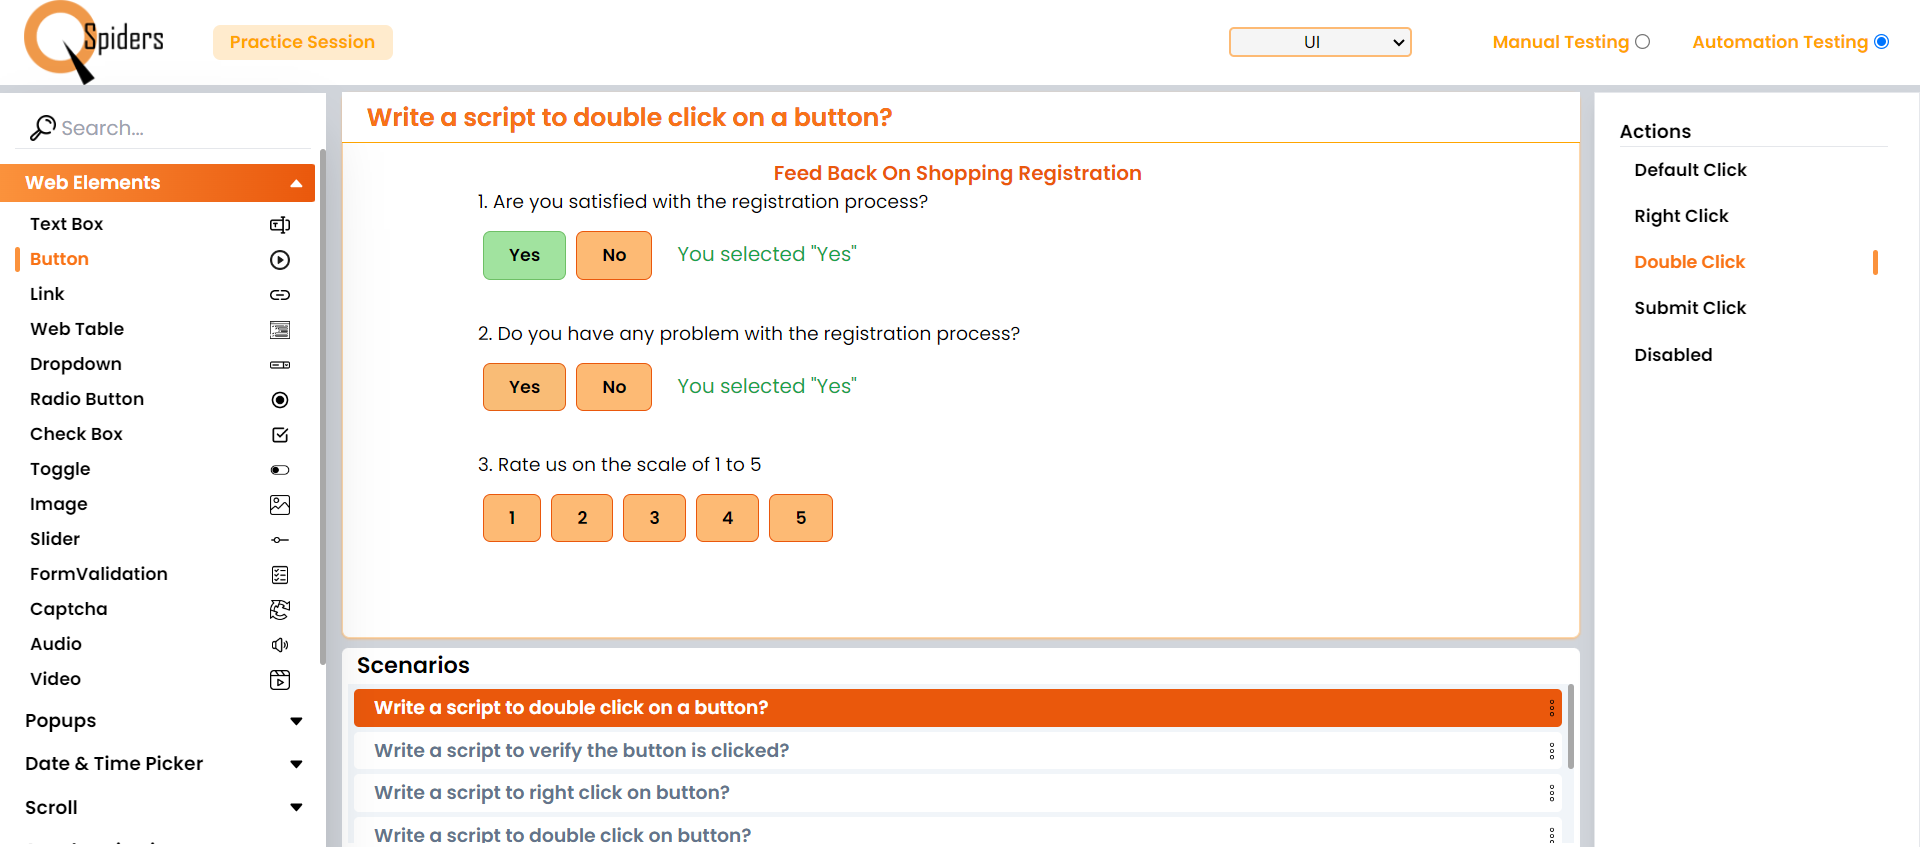 Spiders
Practice Session
UI
Manual Testing
Automation Testing
Search...
Web Elements
Text Box
Button
Link
Web Table
Dropdown
Radio Button
Check Box
Toggle
Image
Slider
FormValidation
Captcha
Audio
Video
Popups
Date & Time Picker
Scroll
Write a script to double click on a button?
Feed Back On Shopping Registration
1. Are you satisfied with the registration process?
Yes No You selected "Yes"
2. Do you have any problem with the registration process?
Yes No You selected "Yes"
3. Rate us on the scale of 1 to 5
1 2 3 4 5
Scenarios
Write a script to double click on a button?
Write a script to verify the button is clicked?
Write a script to right click on button?
Write a script to double click on button?
Actions
Default Click
Right Click
Double Click
Submit Click
Disabled